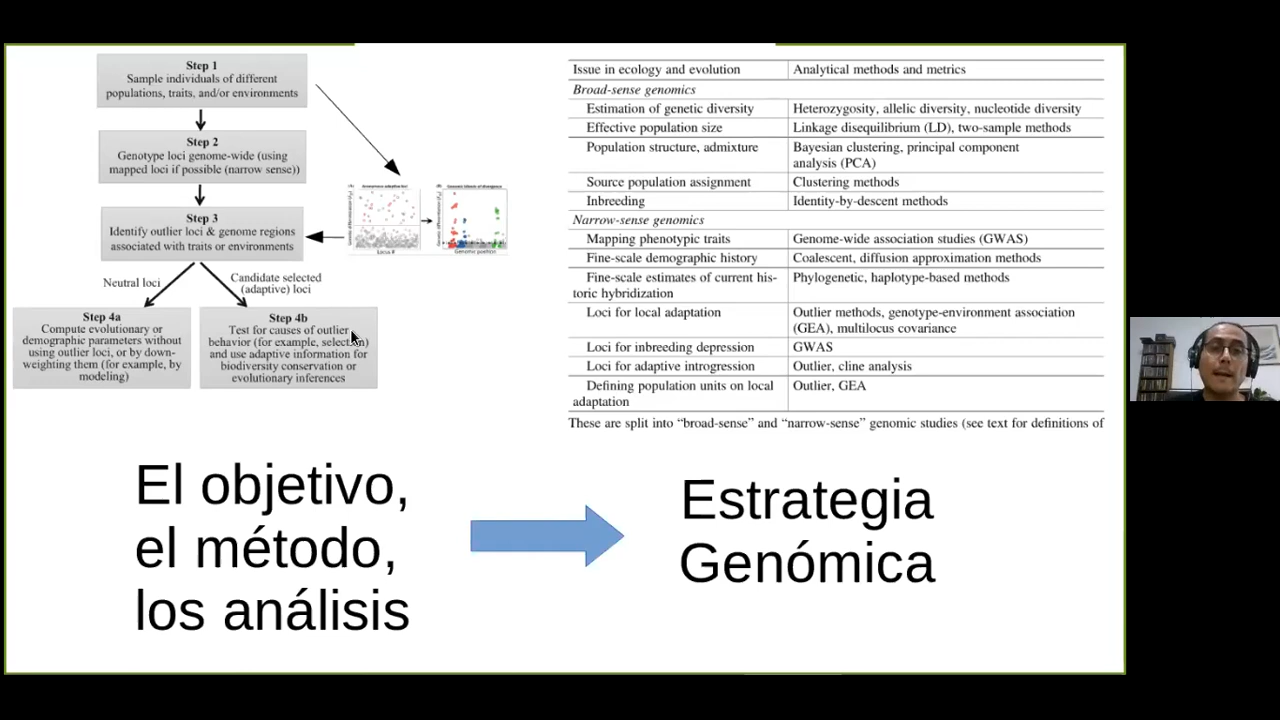 Step 1
Sample individuals of different
populations, traits, and/or environments
Step 2
Genotype loci genome-wide (using
mapped loci if possible (narrow sense))
Step 3
Identify outlier loci & genome regions
associated with traits or environments
Neutral loci
Candidate selected
(adaptive) loci
Step 4a
Compute evolutionary or
demographic parameters without
using outlier loci, or by down-
weighting them (for example, by
modeling)
Step 4b
Test for causes of outlier
behavior (for example, selection)
and use adaptive information for
biodiversity conservation or
evolutionary inferences
Locus #
Genomic position
Issue in ecology and evolution Analytical methods and metrics
Broad-sense genomics
Estimation of genetic diversity Heterozygosity, allelic diversity, nucleotide diversity
Effective population size Linkage disequilibrium (LD), two-sample methods
Population structure, admixture Bayesian clustering, principal component
analysis (PCA)
Source population assignment Clustering methods
Inbreeding Identity-by-descent methods
Narrow-sense genomics
Mapping phenotypic traits Genome-wide association studies (GWAS)
Fine-scale demographic history Coalescent, diffusion approximation methods
Fine-scale estimates of current his- Phylogenetic, haplotype-based methods
toric hybridization
Loci for local adaptation Outlier methods, genotype-environment association
(GEA), multilocus covariance
Loci for inbreeding depression GWAS
Loci for adaptive introgression Outlier, cline analysis
Defining population units on local Outlier, GEA
adaptation
These are split into “broad-sense” and “narrow-sense” genomic studies (see text for definitions of
El objetivo,
el método,
los análisis
Estrategia
Genómica